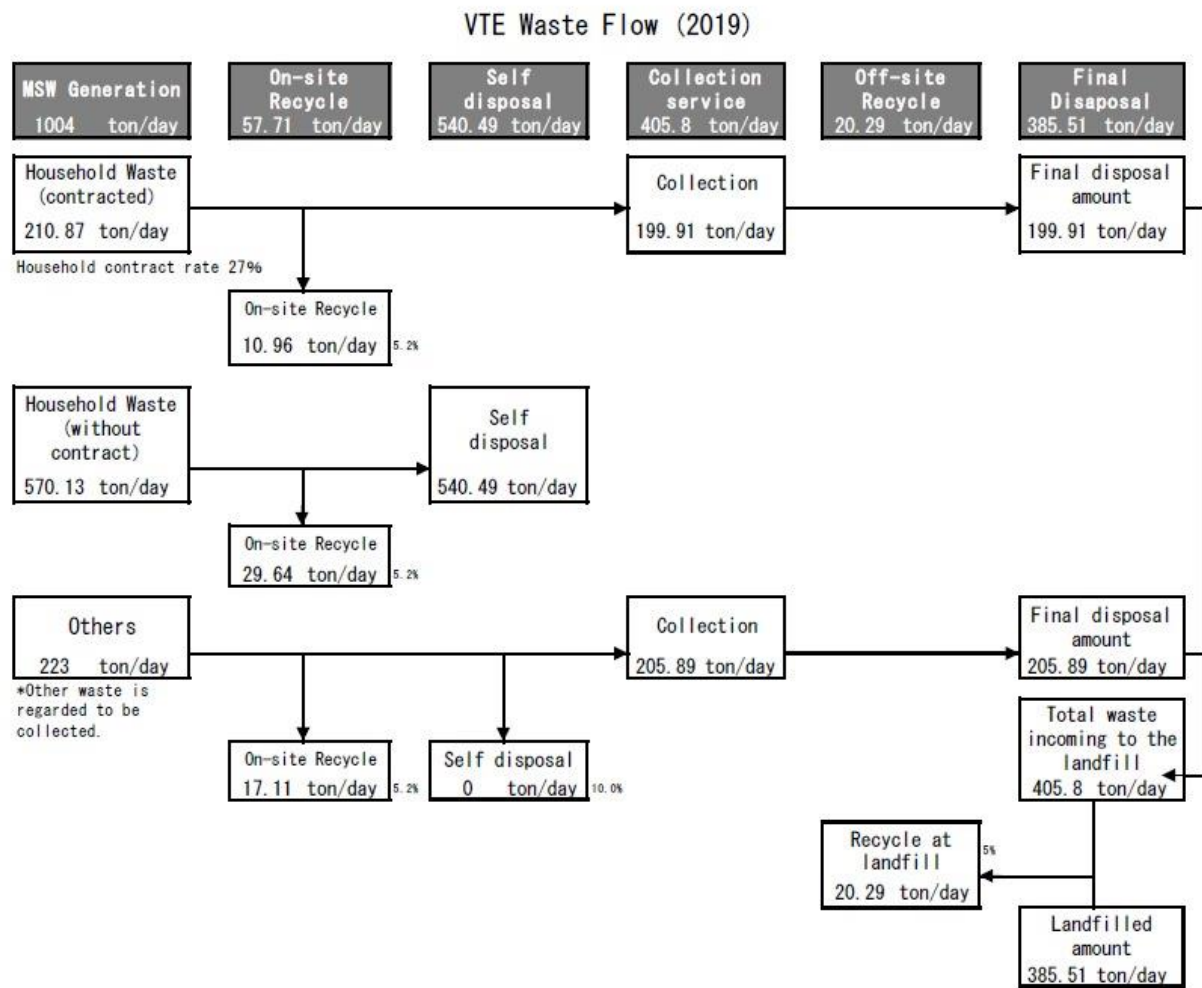 VTE Waste Flow (2019)
MSW Generation
1004 ton/day
On-site
Recycle
57.71 ton/day
Self
disposal
540.49 ton/day
Collection
service
405.8 ton/day
Off-site
Recycle
20.29 ton/day
Final
Disaposal
385.51 ton/day
Household Waste
(contracted)
210.87 ton/day
Household contract rate 27%
Collection
199.91 ton/day
Final disposal
amount
199.91 ton/day
On-site Recycle
10.96 ton/day
5.2%
Household Waste
(without
contract)
570.13 ton/day
Self
disposal
540.49 ton/day
On-site Recycle
29.64 ton/day
5.2%
Others
223 ton/day
*Other waste is
regarded to be
collected.
Collection
205.89 ton/day
Final disposal
amount
205.89 ton/day
On-site Recycle
17.11 ton/day
5.2%
Self disposal
0 ton/day
10.0%
Total waste
incoming to the
landfill
405.8 ton/day
Recycle at
landfill
20.29 ton/day
5%
Landfilled
amount
385.51 ton/day